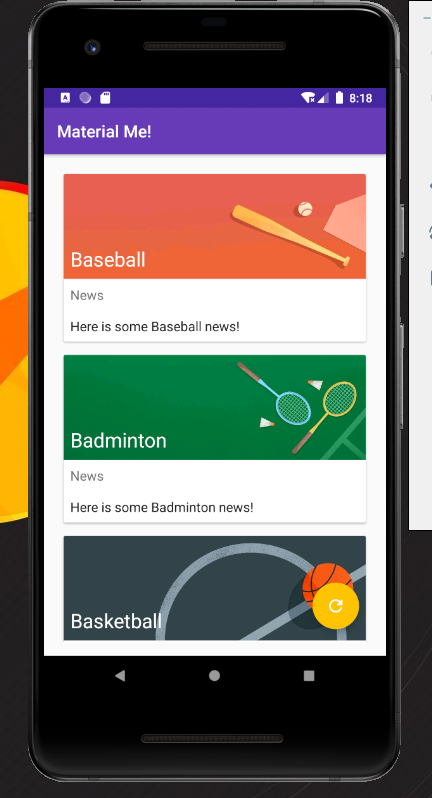 8:18
Material Me!
Baseball
News
Here is some Baseball news!
Badminton
News
Here is some Badminton news!
Basketball